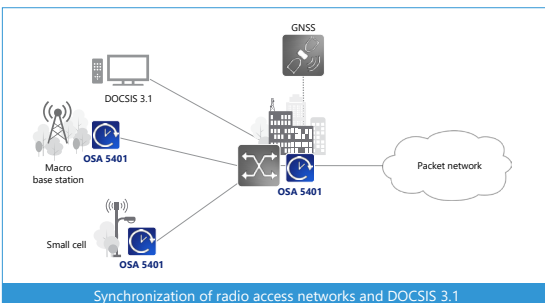 GNSS
DOCSIS 3.1
OSA 5401
Macro
base station
OSA 5401
Packet network
Small cell
OSA 5401
Synchronization of radio access networks and DOCSIS 3.1